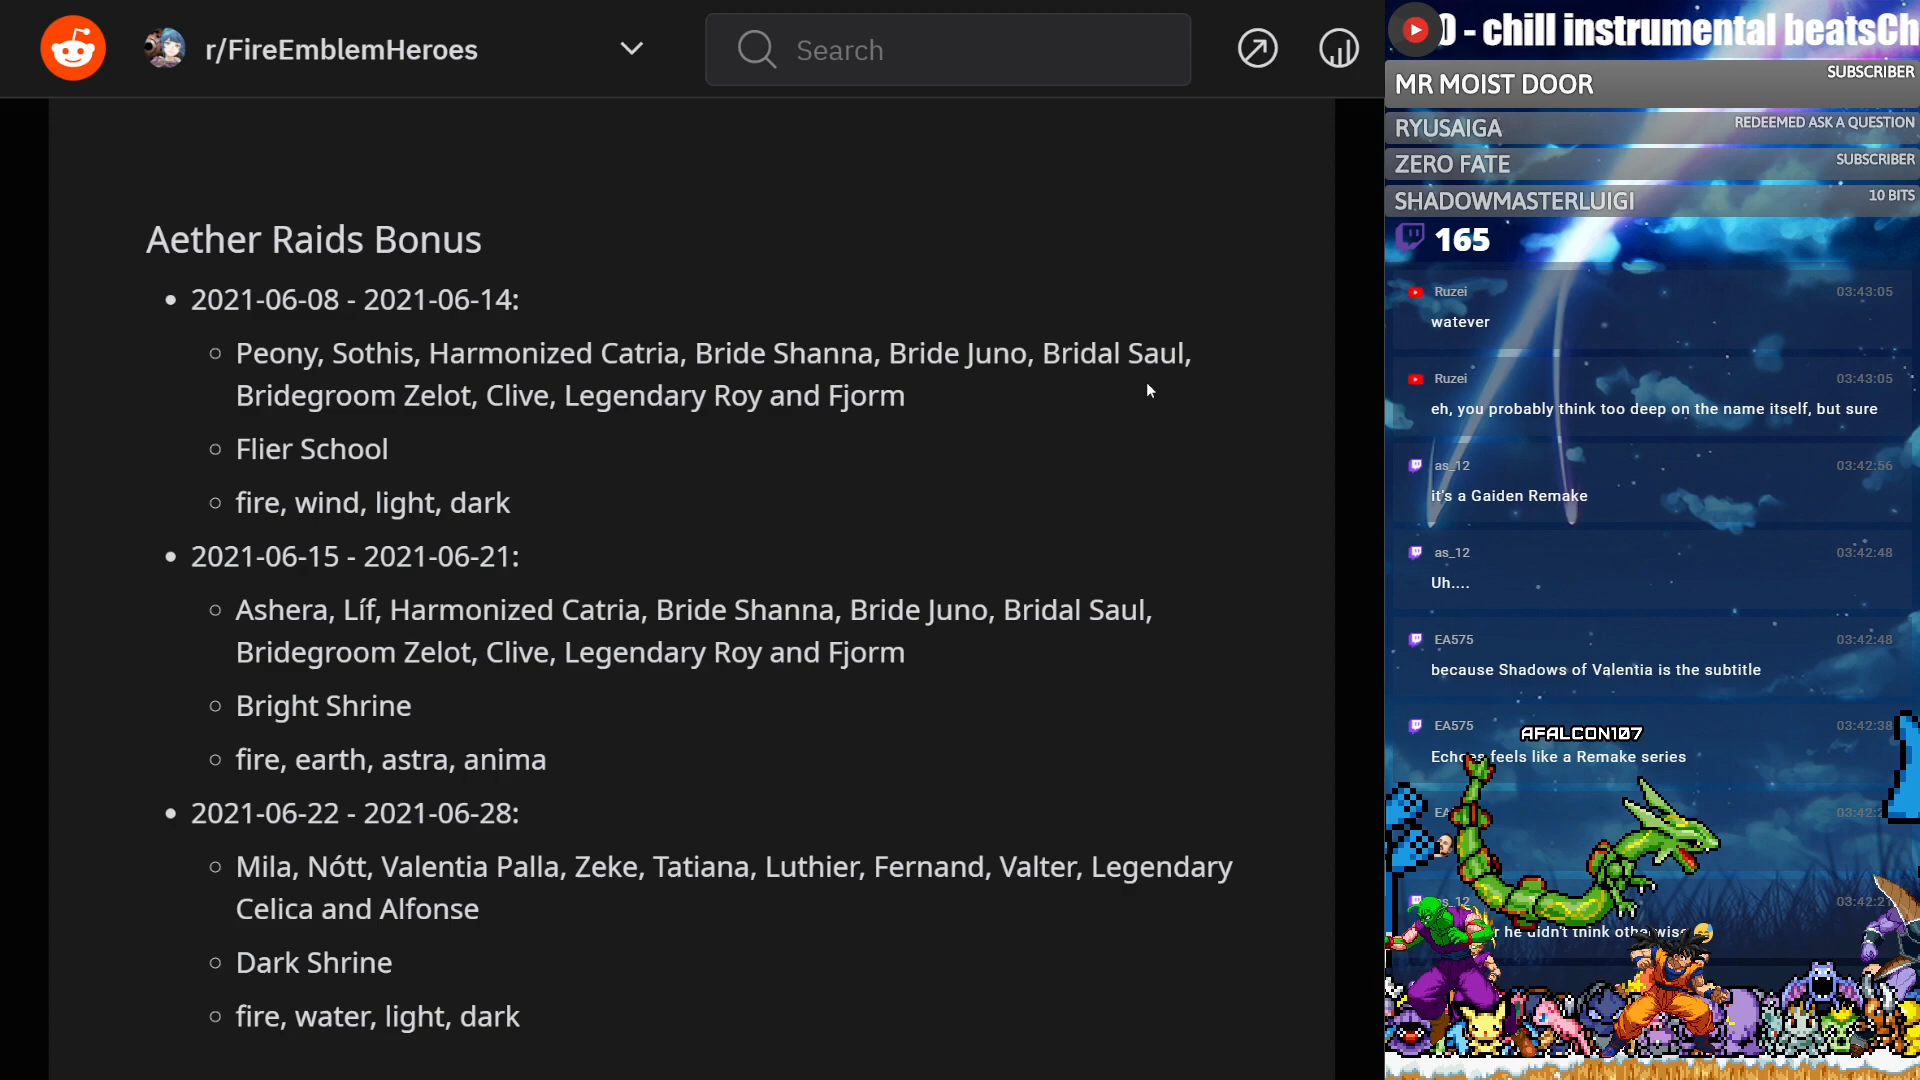 r/FireEmblemHeroes
Search
Aether Raids Bonus
2021-06-08 - 2021-06-14:
Peony, Sothis, Harmonized Catria, Bride Shanna, Bride Juno, Bridal Saul,
Bridegroom Zelot, Clive, Legendary Roy and Fjorm
Flier School
fire, wind, light, dark
2021-06-15 - 2021-06-21:
Ashera, Líf, Harmonized Catria, Bride Shanna, Bride Juno, Bridal Saul,
Bridegroom Zelot, Clive, Legendary Roy and Fjorm
Bright Shrine
fire, earth, astra, anima
2021-06-22 - 2021-06-28:
Mila, Nótt, Valentia Palla, Zeke, Tatiana, Luthier, Fernand, Valter, Legendary
Celica and Alfonse
Dark Shrine
fire, water, light, dark
- chill instrumental beatsCh
MR MOIST DOOR SUBSCRIBER
RYUSAIGA REDEEMED ASK A QUESTION
ZERO FATE SUBSCRIBER
SHADOWMASTERLUIGI 10 BITS
165
Ruzei 03:43:05
watever
Ruzei 03:43:05
eh, you probably think too deep on the name itself, but sure
as_12 03:42:56
it's a Gaiden Remake
as_12 03:42:48
Uh....
EA575 03:42:48
because Shadows of Valentia is the subtitle
EA575 03:42:38
AFALCON107
Echoes feels like a Remake series
he didn't think otherwise